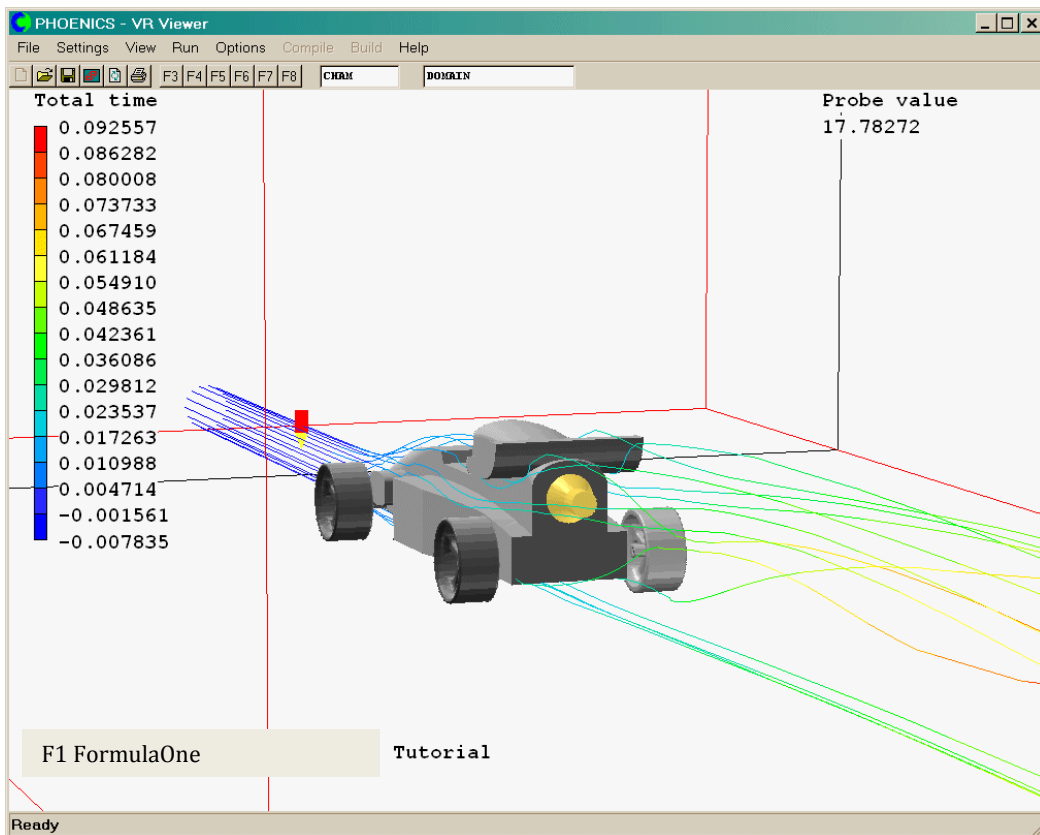 PHOENICS - VR Viewer
File Settings View Run Options Compile Build Help
F3 F4 F5 F6 F7 F8 CHAM DOMAIN
Total time
0.092557
0.086282
0.080008
0.073733
0.067459
0.061184
0.054910
0.048635
0.042361
0.036086
0.029812
0.023537
0.017263
0.010988
0.004714
-0.001561
-0.007835
Probe value
17.78272
F1 FormulaOne
Tutorial
Ready